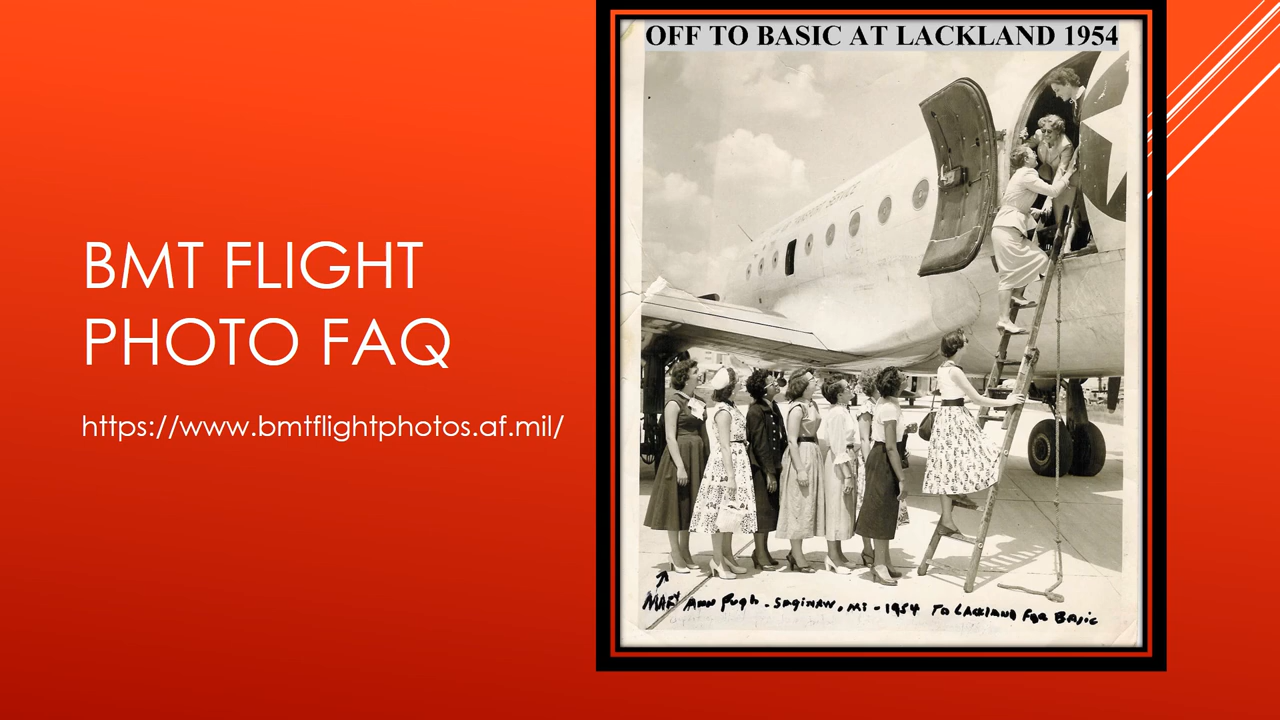 BMT FLIGHT
PHOTO FAQ
https://www.bmtflightphotos.af.mil/
OFF TO BASIC AT LACKLAND 1954
MARY ANN Pugh - SAGINAW, Mi - 1954 To LACKLAND FOR BASIC